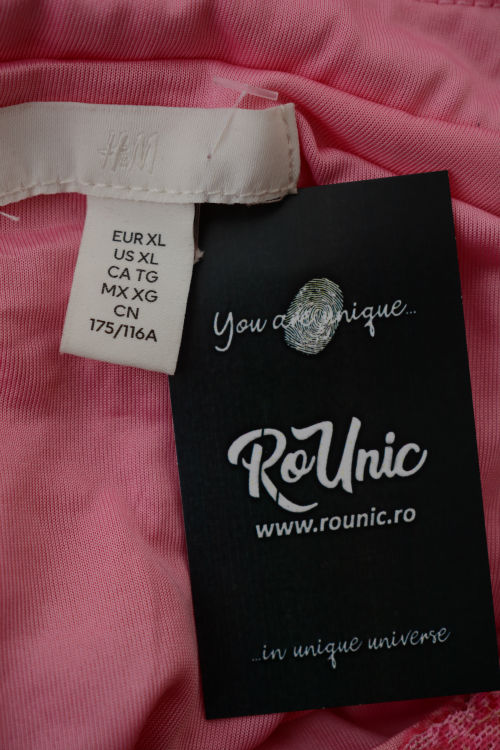 H&M
EUR XL
US XL
CA TG
MX XG
CN
175/116A
You are unique...
RoUnic
www.rounic.ro
...in unique universe